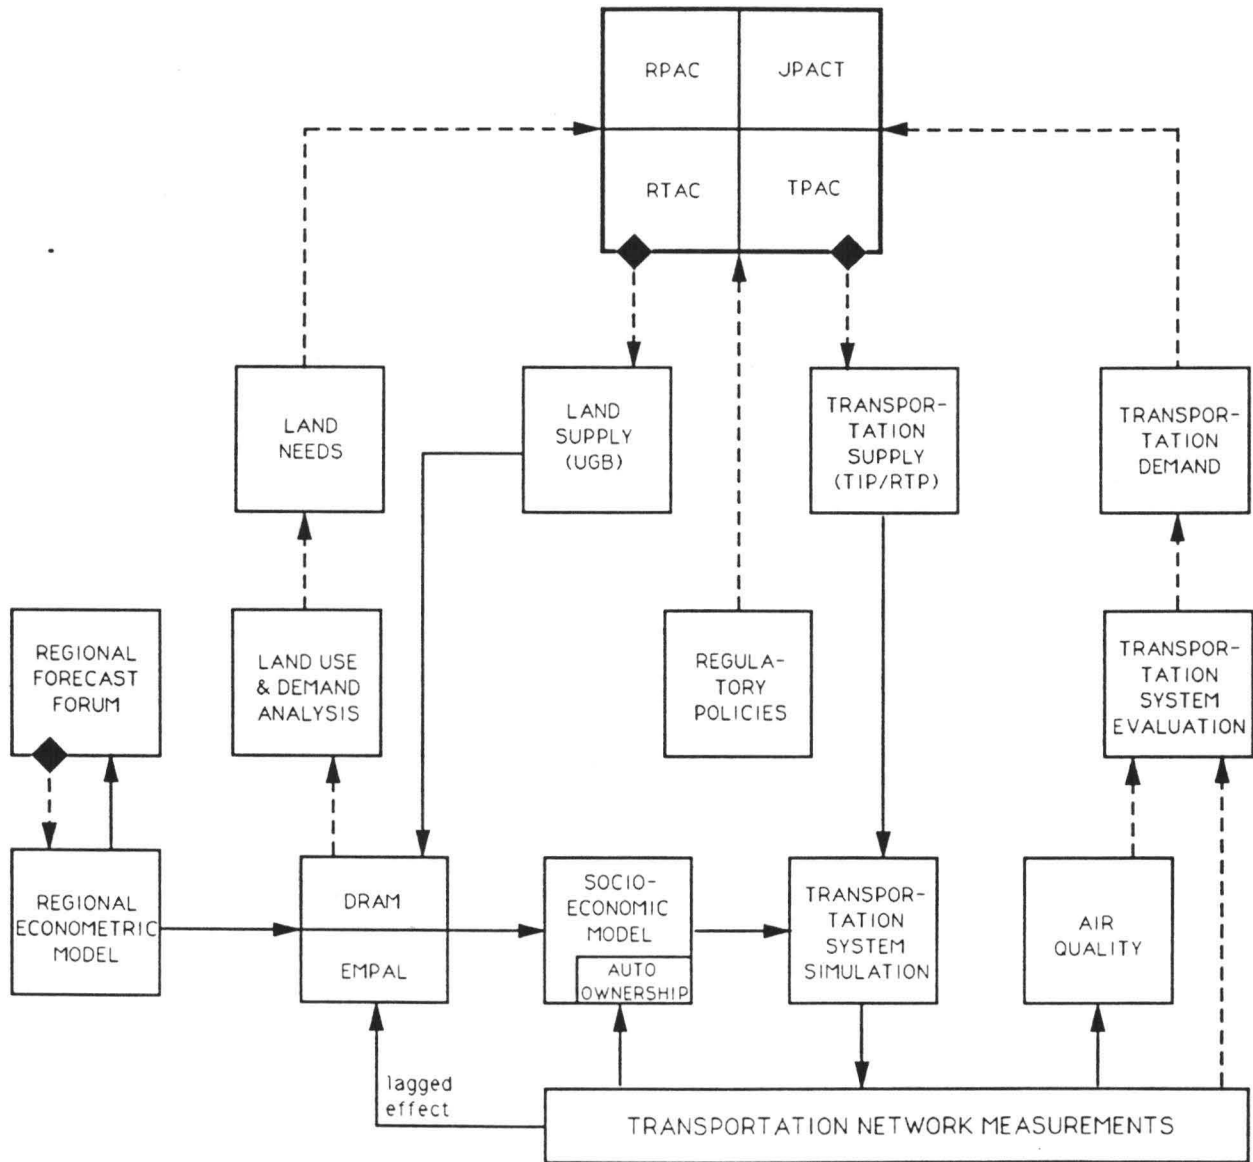 RPAC
JPACT
RTAC
TPAC
LAND
NEEDS
LAND
SUPPLY
(UGB)
TRANSPOR-
TATION
SUPPLY
(TIP/RTP)
TRANSPOR-
TATION
DEMAND
REGIONAL
FORECAST
FORUM
LAND USE
& DEMAND
ANALYSIS
REGULA-
TORY
POLICIES
TRANSPOR-
TATION
SYSTEM
EVALUATION
REGIONAL
ECONOMETRIC
MODEL
DRAM
EMPAL
SOCIO-
ECONOMIC
MODEL
AUTO
OWNERSHIP
TRANSPOR-
TATION
SYSTEM
SIMULATION
AIR
QUALITY
lagged
effect
TRANSPORTATION NETWORK MEASUREMENTS